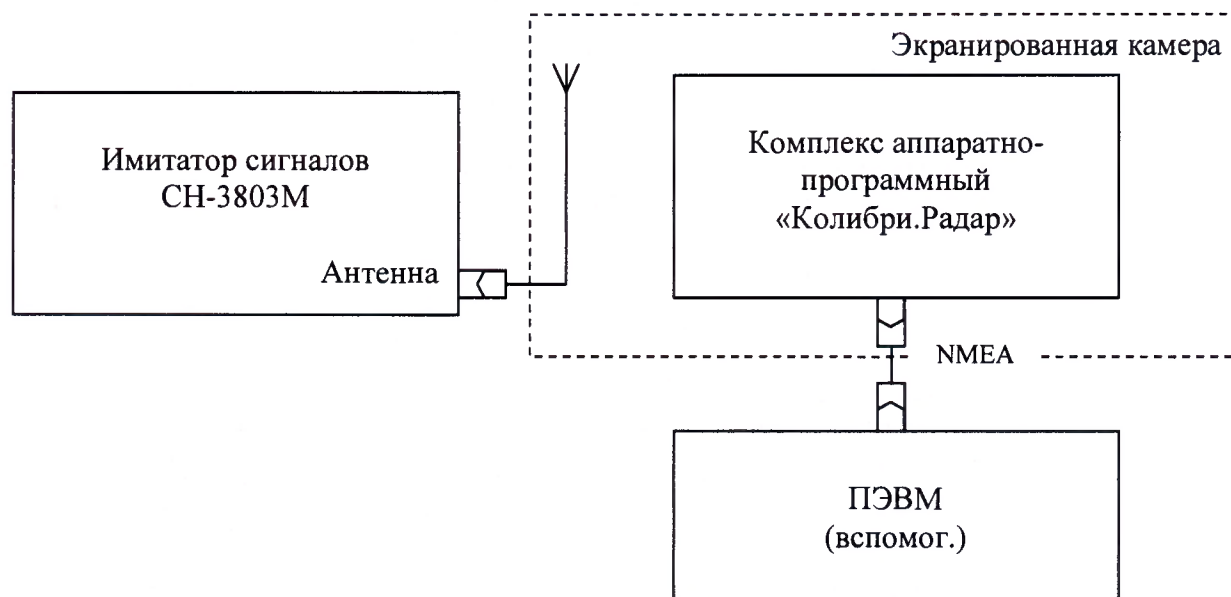 Экранированная камера
Имитатор сигналов
СН-3803М
Антенна
Комплекс аппаратно-
программный
«Колибри.Радар»
NMEA
ПЭВМ
(вспомог.)